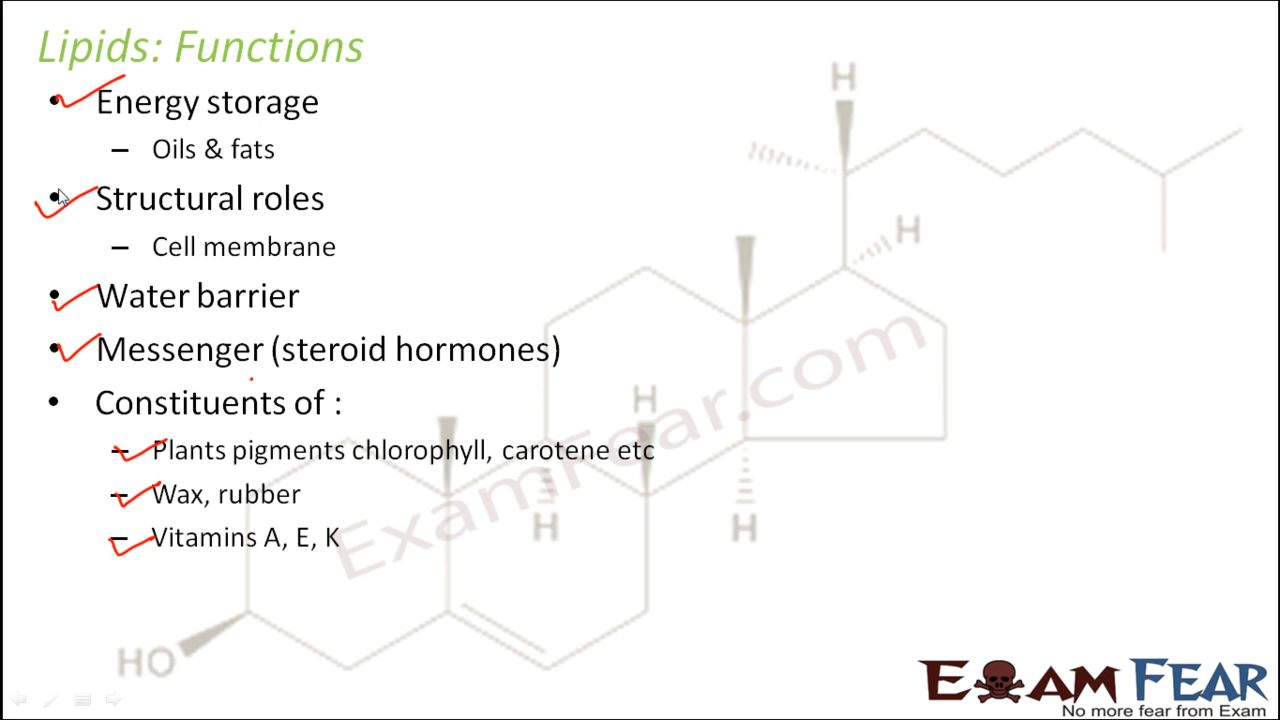 Lipids: Functions
• Energy storage
– Oils & fats
• Structural roles
– Cell membrane
• Water barrier
• Messenger (steroid hormones)
• Constituents of :
– Plants pigments chlorophyll, carotene etc
– Wax, rubber
– Vitamins A, E, K
H
H
H
H
H
HO
ExamFear.com
EXAM FEAR
No more fear from Exam